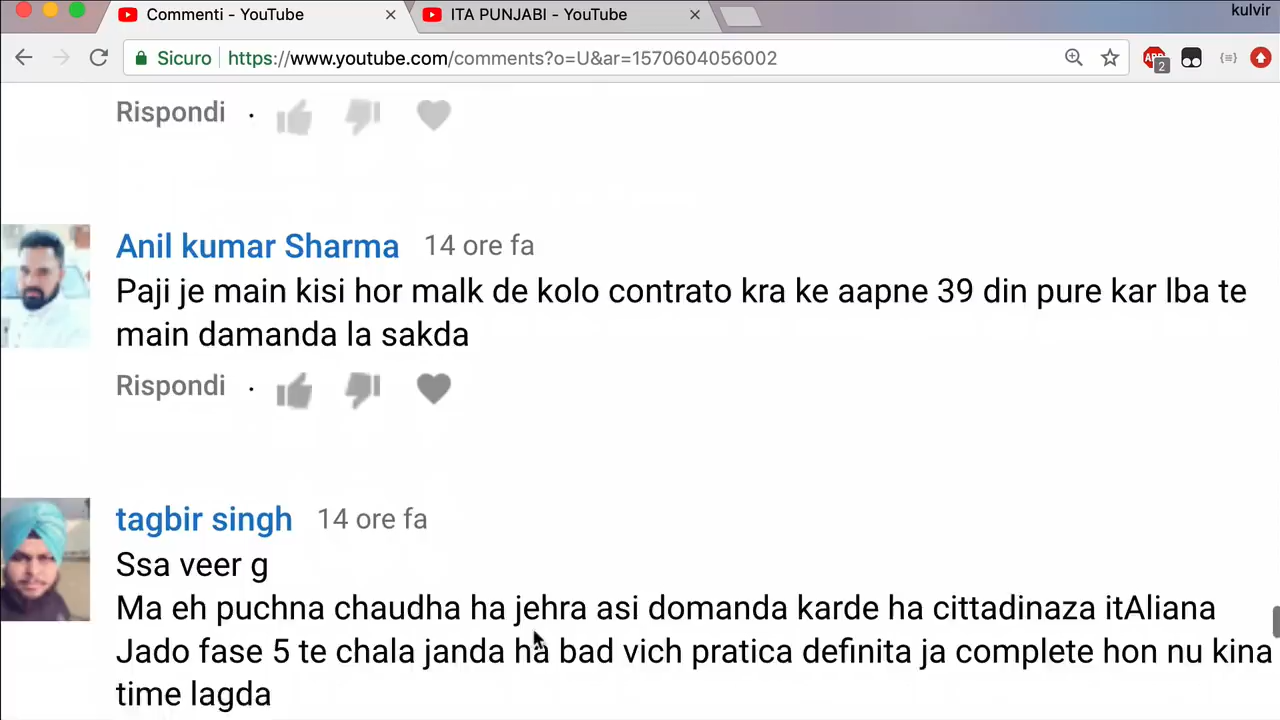 Commenti - YouTube
ITA PUNJABI - YouTube
kulvir
Sicuro https://www.youtube.com/comments?o=U&ar=1570604056002
ABP
2
Rispondi
Anil kumar Sharma 14 ore fa
Paji je main kisi hor malk de kolo contrato kra ke aapne 39 din pure kar lba te
main damanda la sakda
Rispondi
tagbir singh 14 ore fa
Ssa veer g
Ma eh puchna chaudha ha jehra asi domanda karde ha cittadinaza itAliana
Jado fase 5 te chala janda ha bad vich pratica definita ja complete hon nu kina
time lagda